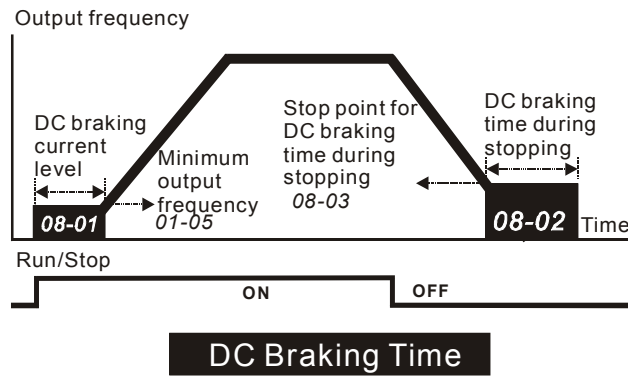 Output frequency
DC braking
current
level
08-01
Minimum
output
frequency
01-05
Stop point for
DC braking
time during
stopping
08-03
DC braking
time during
stopping
08-02
Time
Run/Stop
ON
OFF
DC Braking Time